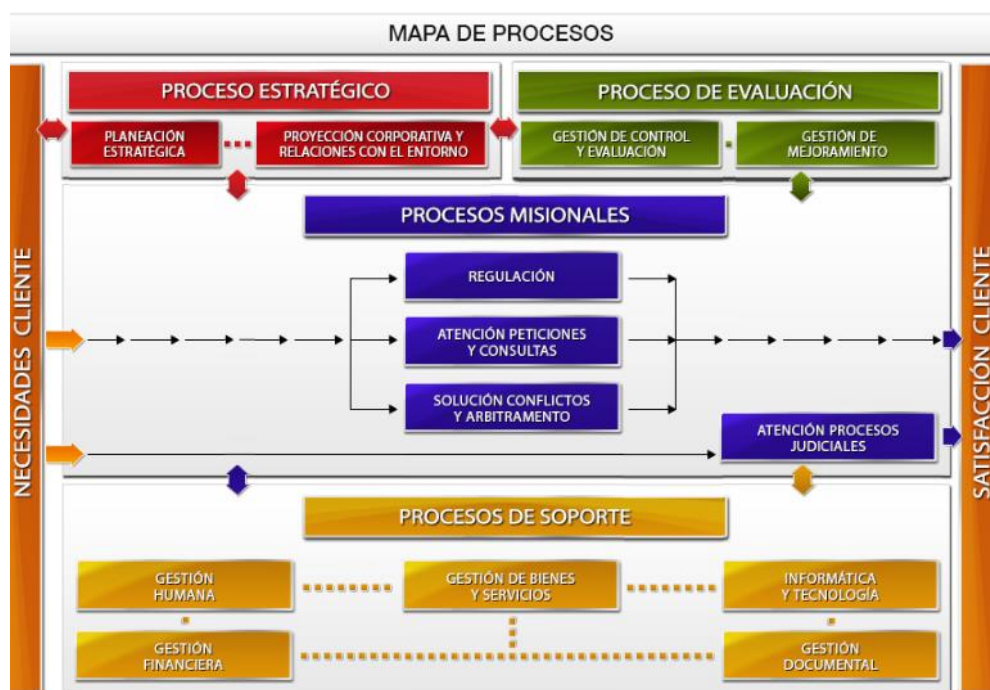 MAPA DE PROCESOS
PROCESO ESTRATÉGICO
PLANEACIÓN
ESTRATÉGICA
PROYECCIÓN CORPORATIVA Y
RELACIONES CON EL ENTORNO
PROCESO DE EVALUACIÓN
GESTIÓN DE CONTROL
Y EVALUACIÓN
GESTIÓN DE
MEJORAMIENTO
NECESIDADES CLIENTE
PROCESOS MISIONALES
REGULACIÓN
ATENCIÓN PETICIONES
Y CONSULTAS
SOLUCIÓN CONFLICTOS
Y ARBITRAMENTO
ATENCIÓN PROCESOS
JUDICIALES
SATISFACCIÓN CLIENTE
PROCESOS DE SOPORTE
GESTIÓN
HUMANA
GESTIÓN DE BIENES
Y SERVICIOS
INFORMÁTICA
Y TECNOLOGÍA
GESTIÓN
FINANCIERA
GESTIÓN
DOCUMENTAL